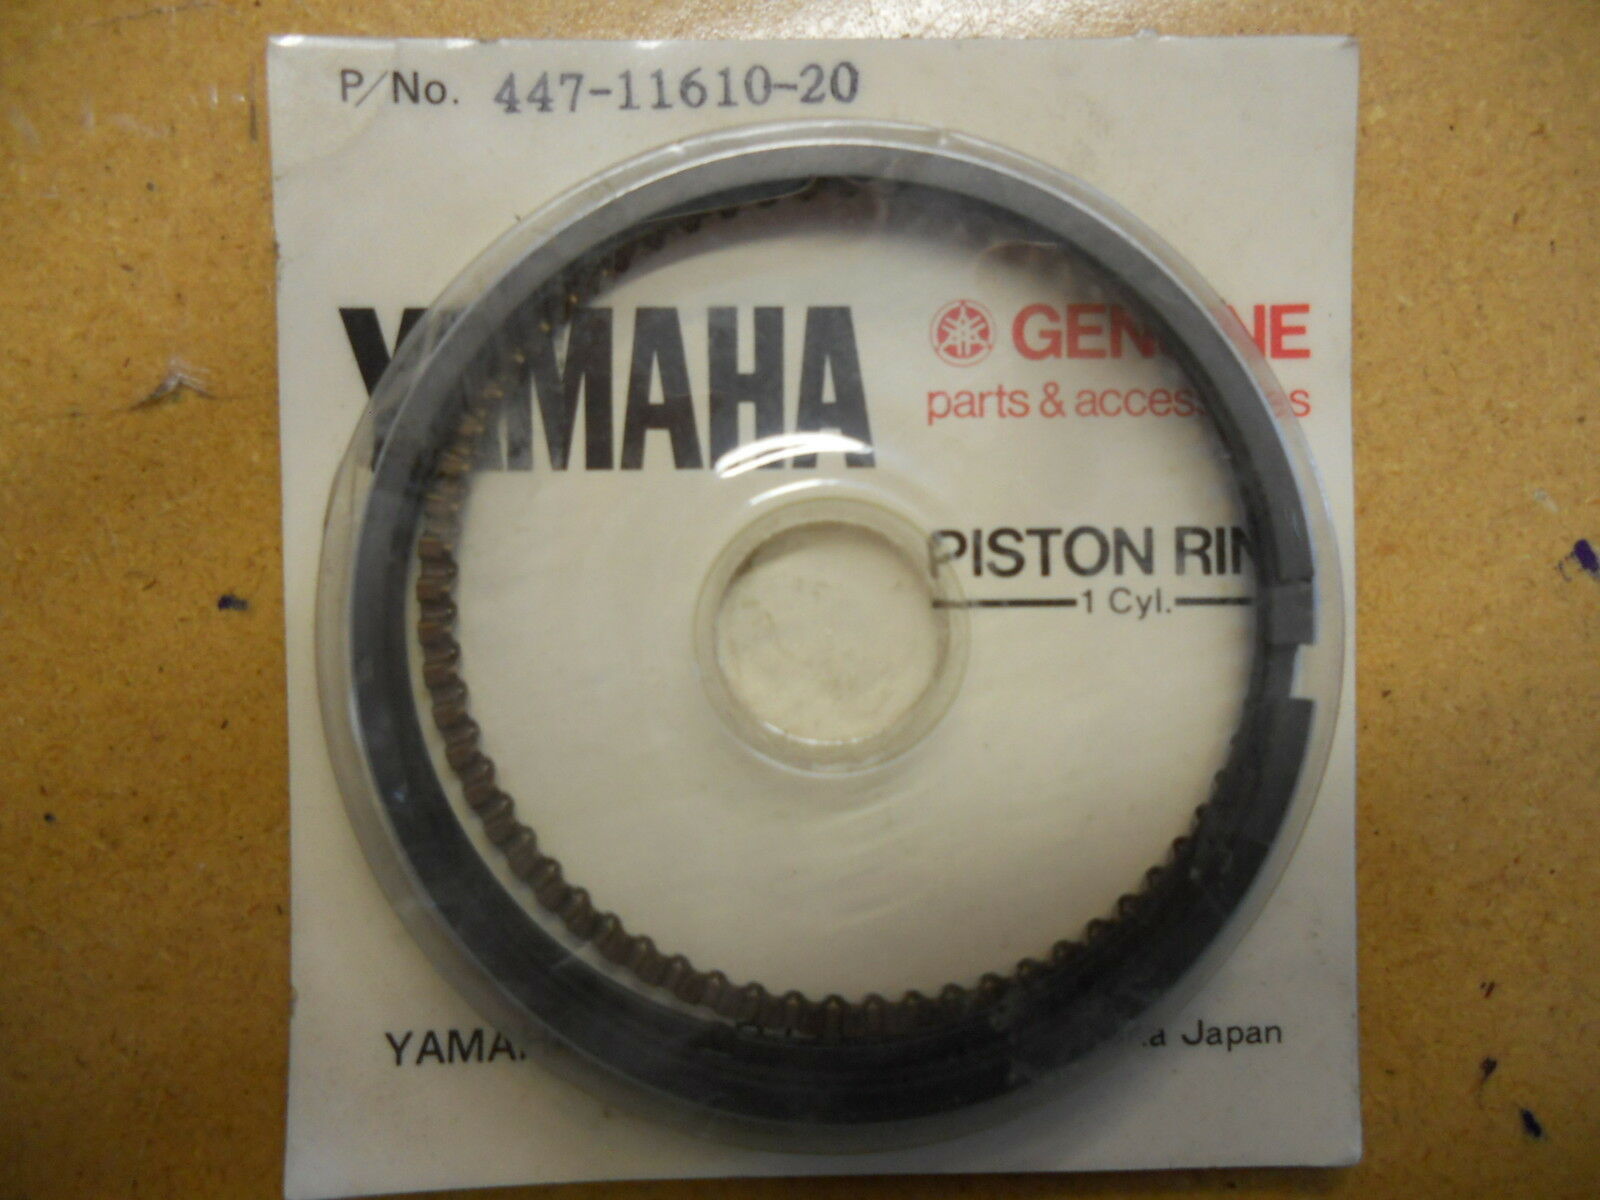 P/No. 447-11610-20
YAMAHA
GENUINE
parts & accessories
PISTON RIN
1 Cyl.
YAMA
Japan